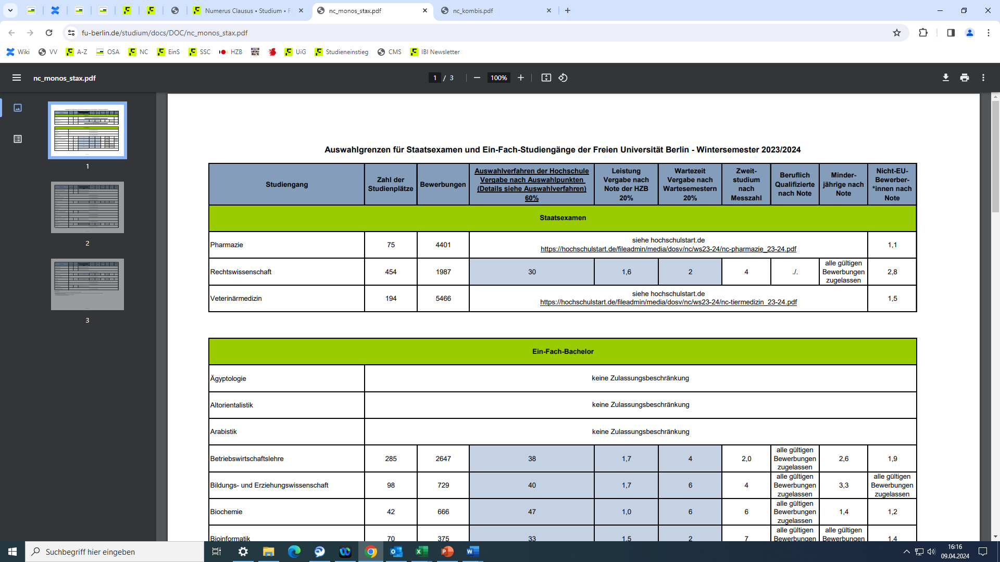 Numerus Clausus • Studium • F
nc_monos_stax.pdf
nc_kombis.pdf
fu-berlin.de/studium/docs/DOC/nc_monos_stax.pdf
Wiki VV A-Z OSA NC EinS SSC HZB UiG Studieneinstieg CMS IBI Newsletter
nc_monos_stax.pdf
1 / 3
100%
1
2
3
Auswahlgrenzen für Staatsexamen und Ein-Fach-Studiengänge der Freien Universität Berlin - Wintersemester 2023/2024
Studiengang
Zahl der
Studienplätze
Bewerbungen
Auswahlverfahren der Hochschule
Vergabe nach Auswahlpunkten
(Details siehe Auswahlverfahren)
60%
Leistung
Vergabe nach
Note der HZB
20%
Wartezeit
Vergabe nach
Wartesemestern
20%
Zweit-
studium
nach
Messzahl
Beruflich
Qualifizierte
nach Note
Minder-
jährige nach
Note
Nicht-EU-
Bewerber-
*innen nach
Note
Staatsexamen
Pharmazie
75
4401
siehe hochschulstart.de
https://hochschulstart.de/fileadmin/media/dosv/nc/ws23-24/nc-pharmazie_23-24.pdf
1,1
Rechtswissenschaft
454
1987
30
1,6
2
4
./.
alle gültigen
Bewerbungen
zugelassen
2,8
Veterinärmedizin
194
5466
siehe hochschulstart.de
https://hochschulstart.de/fileadmin/media/dosv/nc/ws23-24/nc-tiermedizin_23-24.pdf
1,5
Ein-Fach-Bachelor
Ägyptologie
keine Zulassungsbeschränkung
Altorientalistik
keine Zulassungsbeschränkung
Arabistik
keine Zulassungsbeschränkung
Betriebswirtschaftslehre
285
2647
38
1,7
4
2,0
alle gültigen
Bewerbungen
zugelassen
2,6
1,9
Bildungs- und Erziehungswissenschaft
98
729
40
1,7
6
4
alle gültigen
Bewerbungen
zugelassen
3,3
alle gültigen
Bewerbungen
zugelassen
Biochemie
42
666
47
1,0
6
6
alle gültigen
Bewerbungen
zugelassen
1,4
1,2
Bioinformatik
70
375
33
1,5
2
7
alle gültigen
Bewerbungen
alle gültigen
Bewerbungen
1,4
Suchbegriff hier eingeben
16:16
09.04.2024